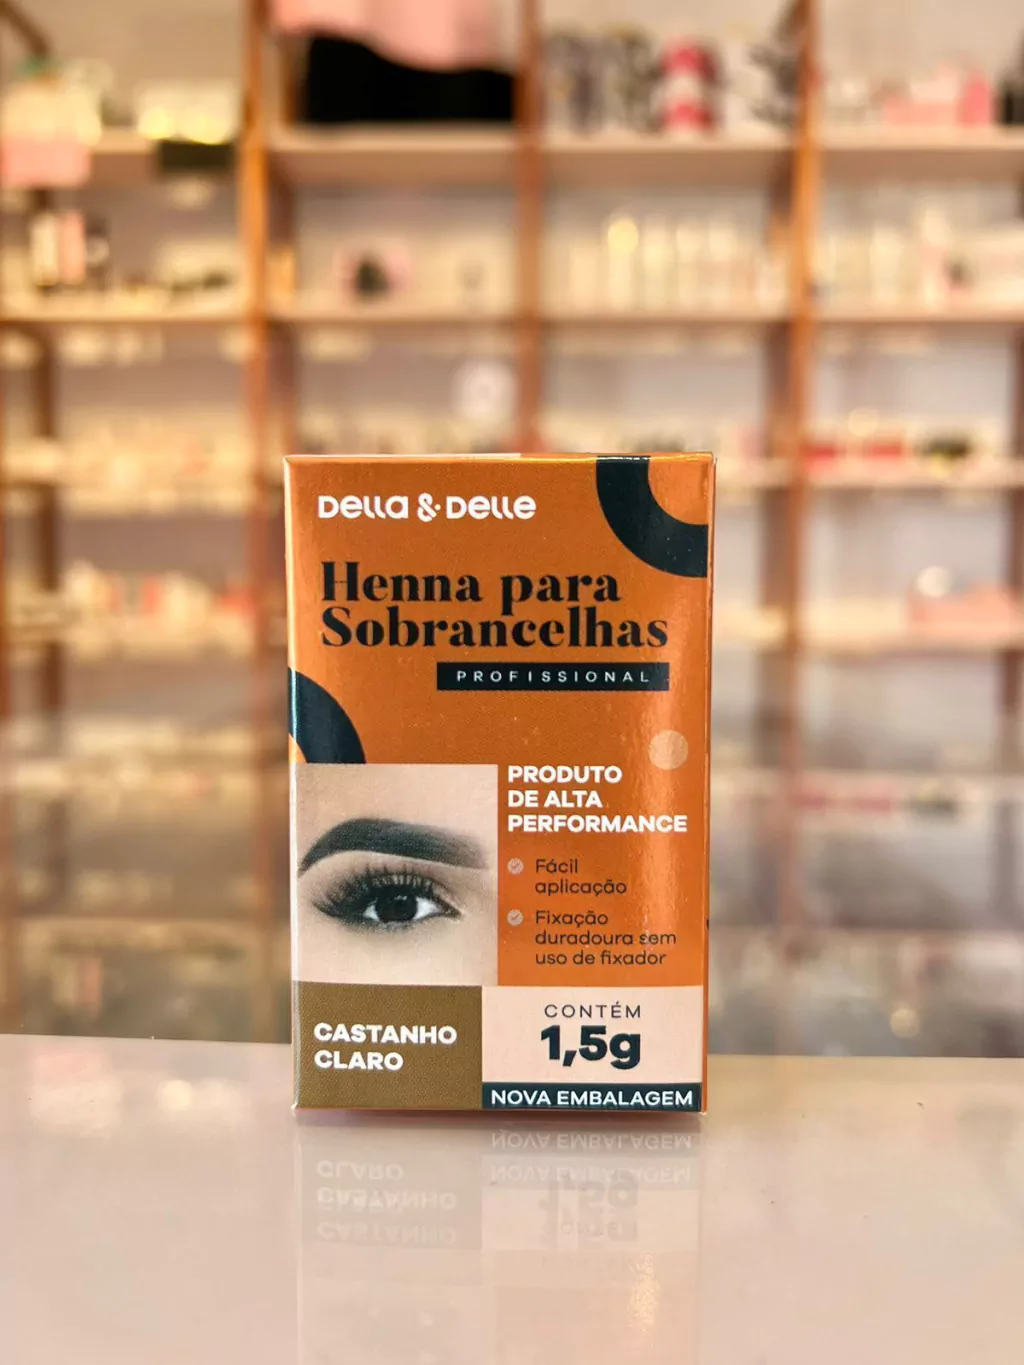 Della & Delle
Henna para
Sobrancelhas
PROFISSIONAL
PRODUTO
DE ALTA
PERFORMANCE
Fácil
aplicação
Fixação
duradoura sem
uso de fixador
CASTANHO
CLARO
CONTÉM
1,5g
NOVA EMBALAGEM